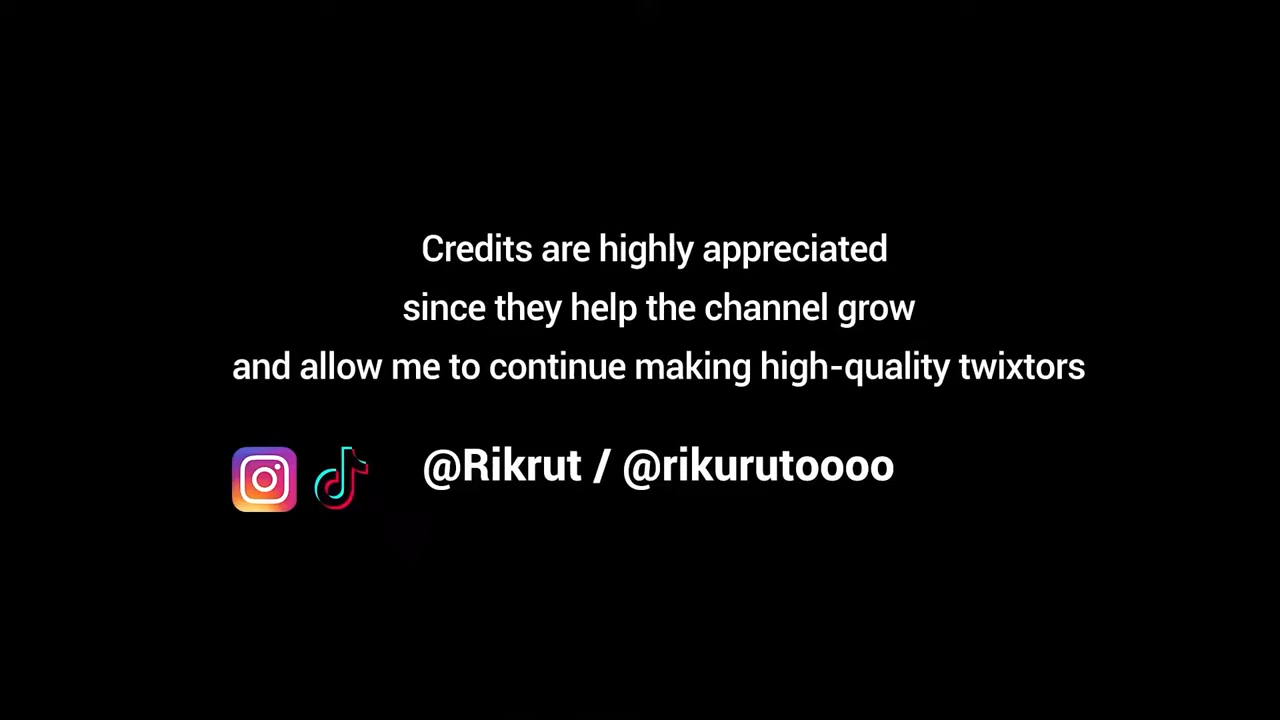 Credits are highly appreciated
since they help the channel grow
and allow me to continue making high-quality twixtors
@Rikrut / @rikurutoooo